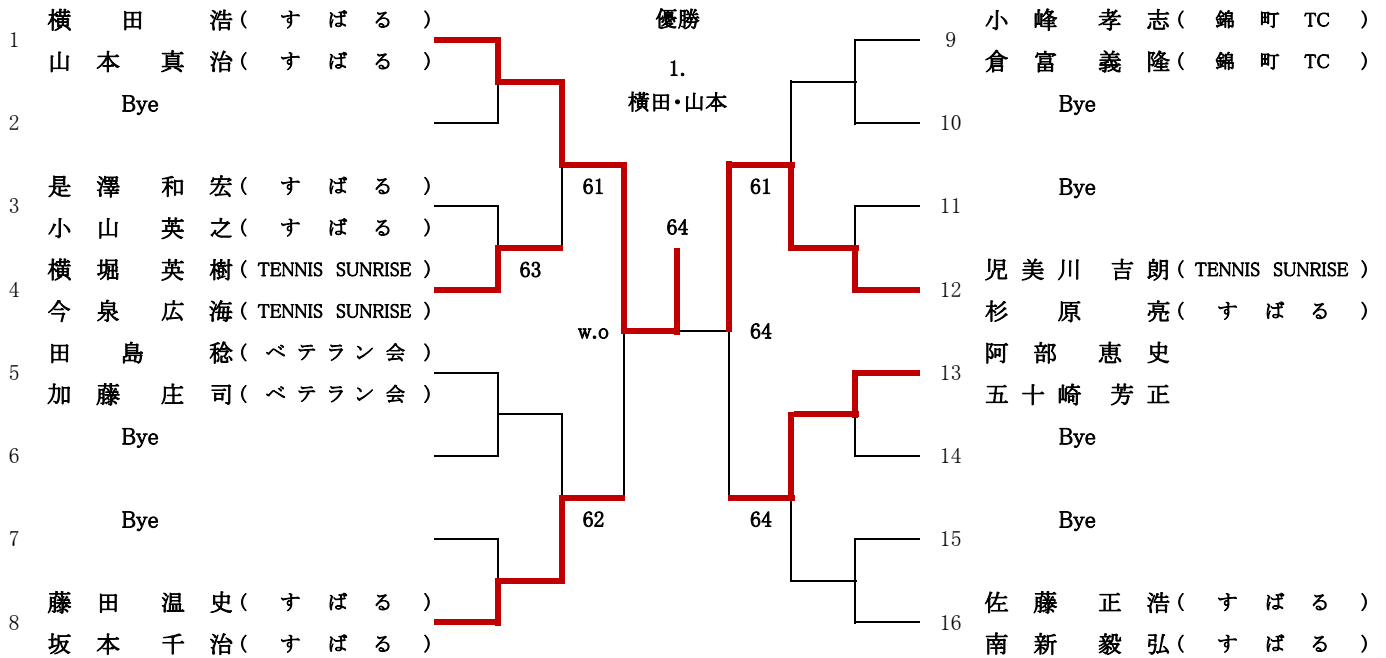 優勝
1.
横田・山本
1
横田 浩(すばる)
山本 真治(すばる)
2
Bye
3
是澤 和宏(すばる)
小山 英之(すばる)
4
横堀 英樹(TENNIS SUNRISE)
今泉 広海(TENNIS SUNRISE)
5
田島 稔(ベテラン会)
加藤 庄司(ベテラン会)
6
Bye
7
Bye
8
藤田 温史(すばる)
坂本 千治(すばる)
61
63
w.o
62
64
61
64
64
9
小峰 孝志(錦町TC)
倉富 義隆(錦町TC)
10
Bye
11
Bye
12
児美川 吉朗(TENNIS SUNRISE)
杉原 亮(すばる)
13
阿部 恵史
五十崎 芳正
14
Bye
15
Bye
16
佐藤 正浩(すばる)
南新 毅弘(すばる)